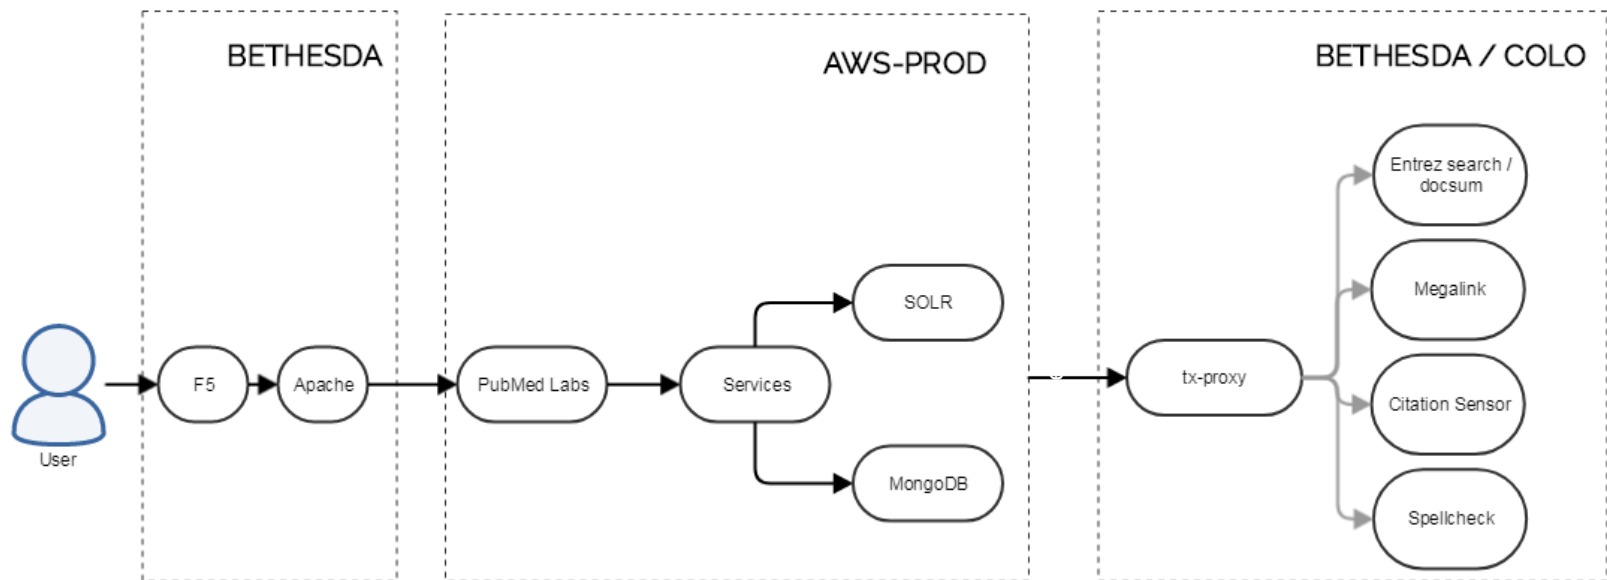 BETHESDA
AWS-PROD
BETHESDA / COLO
User
F5
Apache
PubMed Labs
Services
SOLR
MongoDB
tx-proxy
Entrez search /
docsum
Megalink
Citation Sensor
Spellcheck